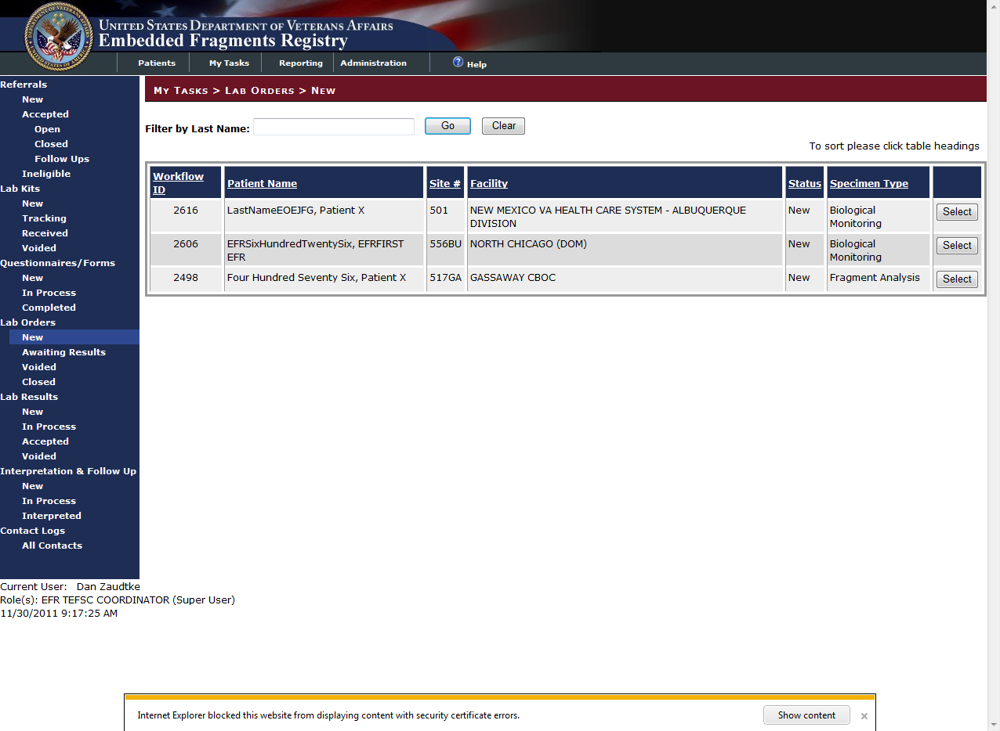 UNITED STATES DEPARTMENT OF VETERANS AFFAIRS
Embedded Fragments Registry
Patients
My Tasks
Reporting
Administration
? Help
Referrals
New
Accepted
Open
Closed
Follow Ups
Ineligible
Lab Kits
New
Tracking
Received
Voided
Questionnaires/Forms
New
In Process
Completed
Lab Orders
New
Awaiting Results
Voided
Closed
Lab Results
New
In Process
Accepted
Voided
Interpretation & Follow Up
New
In Process
Interpreted
Contact Logs
All Contacts
Current User: Dan Zaudtke
Role(s): EFR TEFSC COORDINATOR (Super User)
11/30/2011 9:17:25 AM
MY TASKS > LAB ORDERS > NEW
Filter by Last Name: Go Clear
To sort please click table headings
Workflow ID Patient Name Site # Facility Status Specimen Type
2616 LastNameEOEJFG, Patient X 501 NEW MEXICO VA HEALTH CARE SYSTEM - ALBUQUERQUE DIVISION New Biological Monitoring Select
2606 EFRSixHundredTwentySix, EFRFIRST EFR 556BU NORTH CHICAGO (DOM) New Biological Monitoring Select
2498 Four Hundred Seventy Six, Patient X 517GA GASSAWAY CBOC New Fragment Analysis Select
Internet Explorer blocked this website from displaying content with security certificate errors. Show content ×